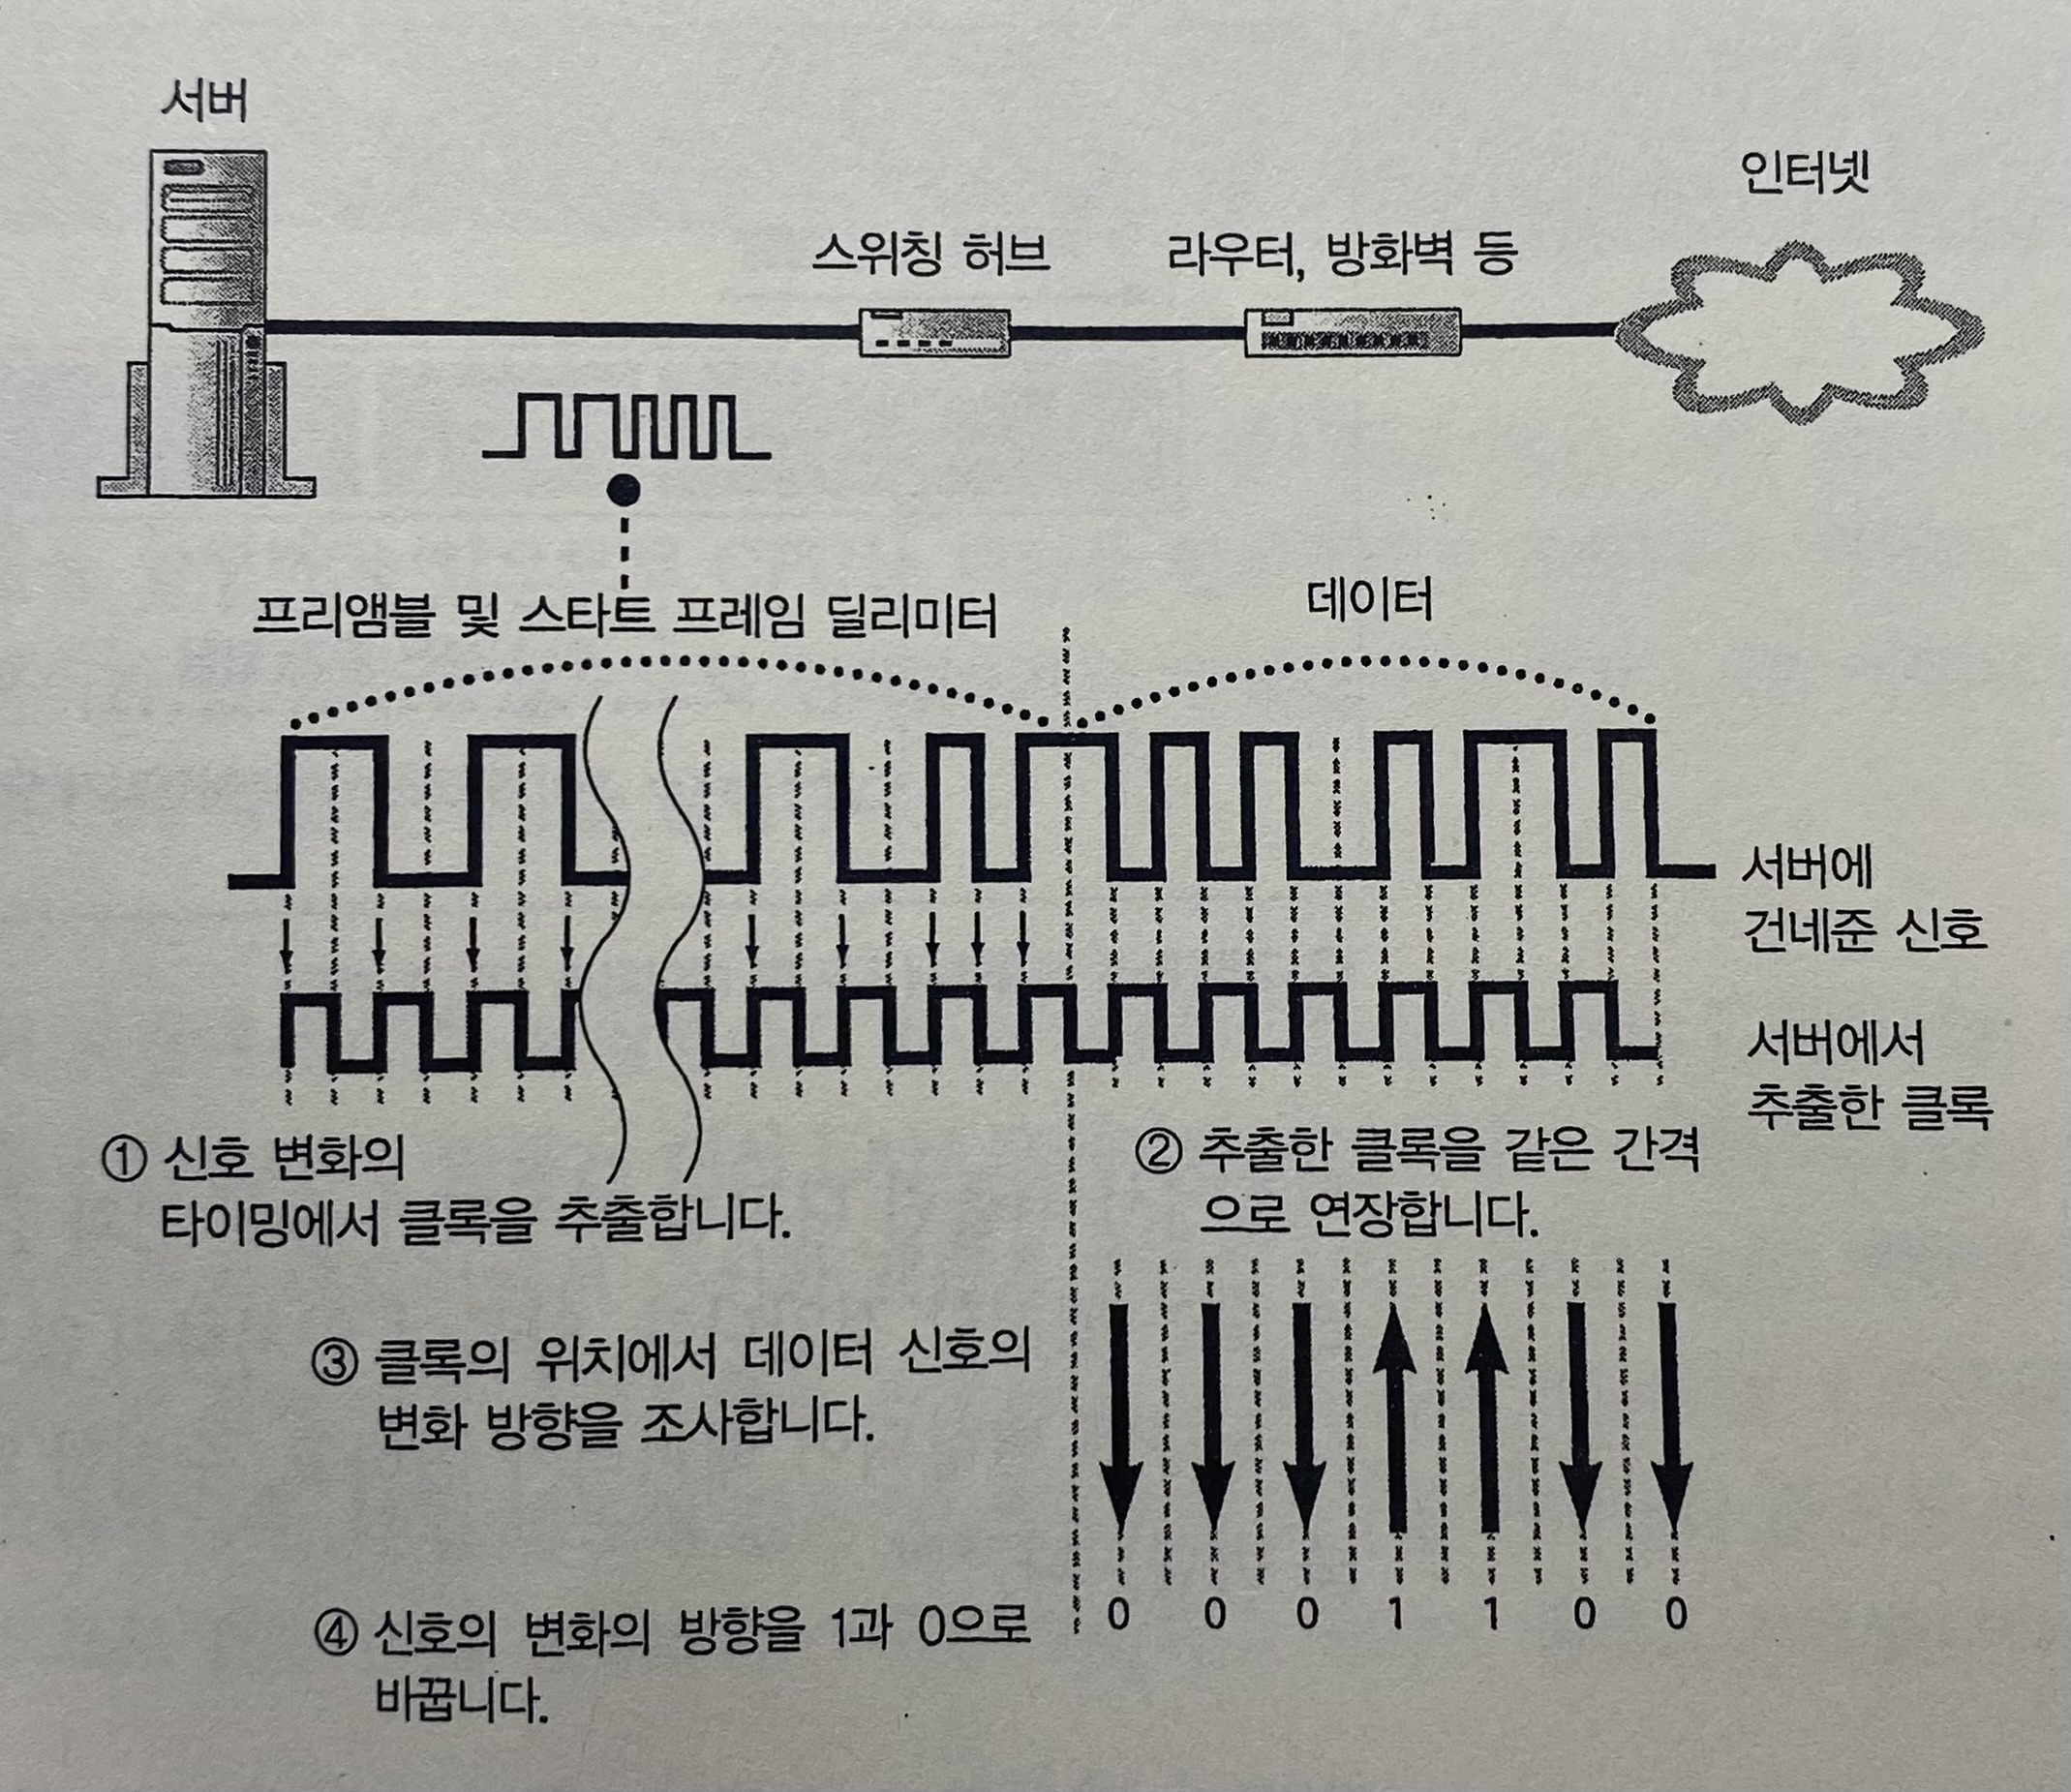 서버
인터넷
스위칭 허브
라우터, 방화벽 등
프리앰블 및 스타트 프레임 딜리미터
데이터
서버에
건네준 신호
서버에서
추출한 클록
① 신호 변화의
타이밍에서 클록을 추출합니다.
② 추출한 클록을 같은 간격
으로 연장합니다.
③ 클록의 위치에서 데이터 신호의
변화 방향을 조사합니다.
0 0 0 1 1 0 0
④ 신호의 변화의 방향을 1과 0으로
바꿉니다.